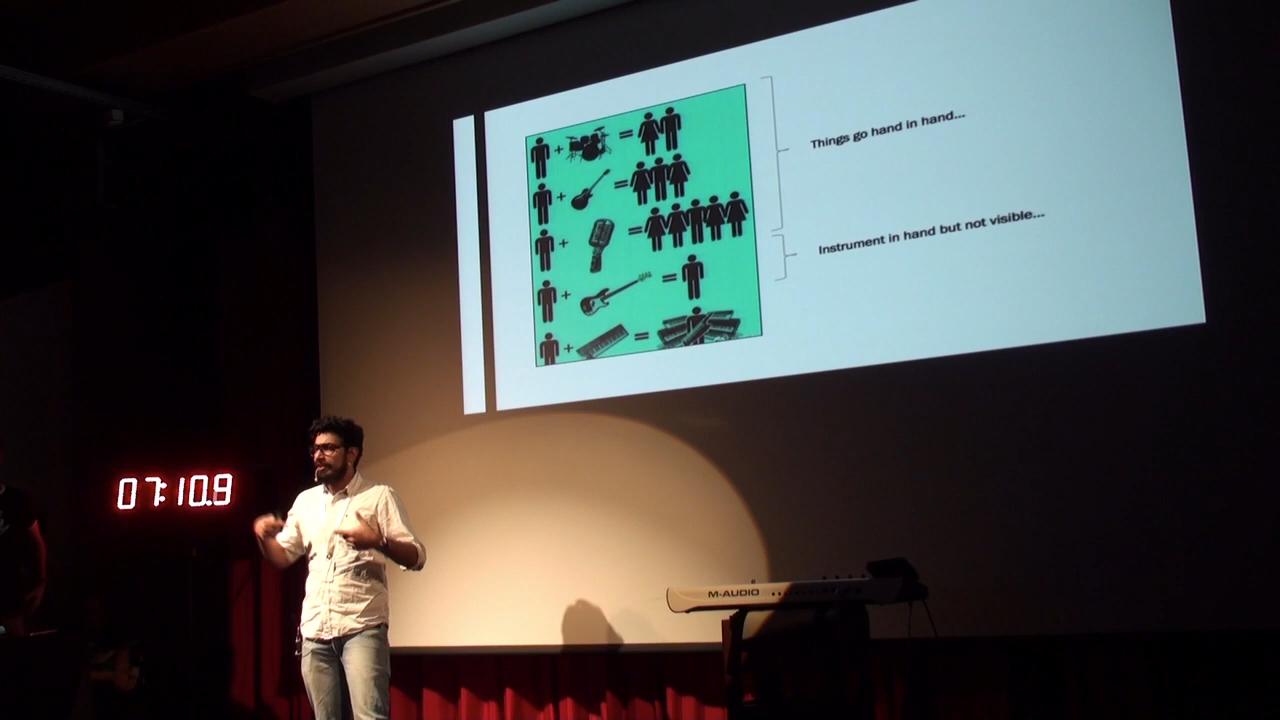 Things go hand in hand...
Instrument in hand but not visible...
07:10.9
M-AUDIO